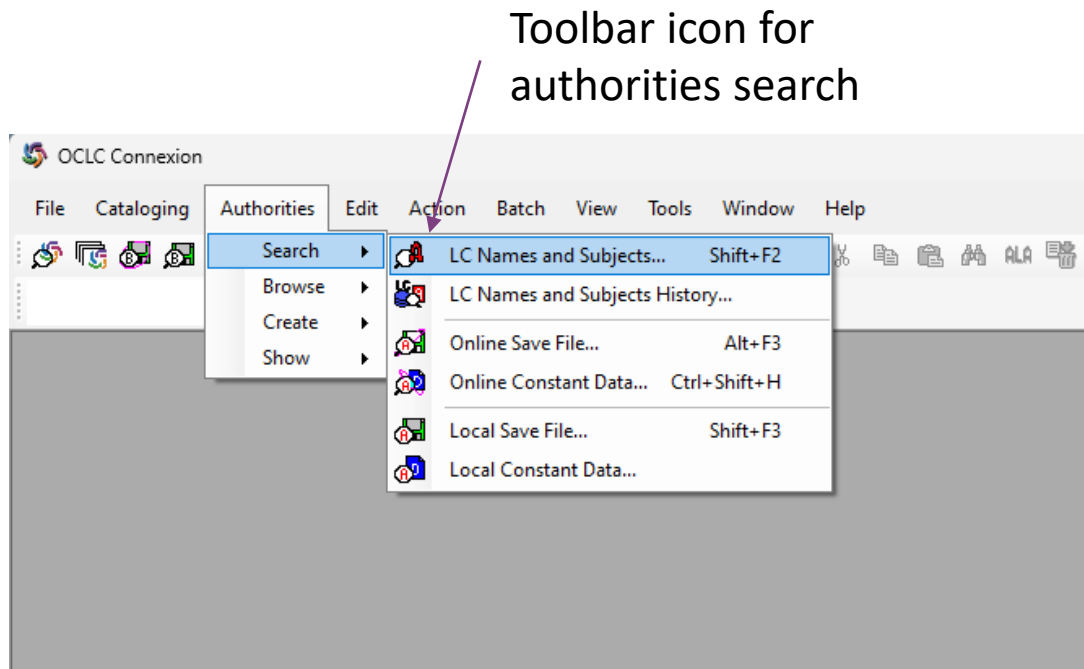 Toolbar icon for
authorities search
OCLC Connexion
File Cataloging Authorities Edit Action Batch View Tools Window Help
Search LC Names and Subjects... Shift+F2
Browse LC Names and Subjects History...
Create Online Save File... Alt+F3
Show Online Constant Data... Ctrl+Shift+H
Local Save File... Shift+F3
Local Constant Data...
ALA